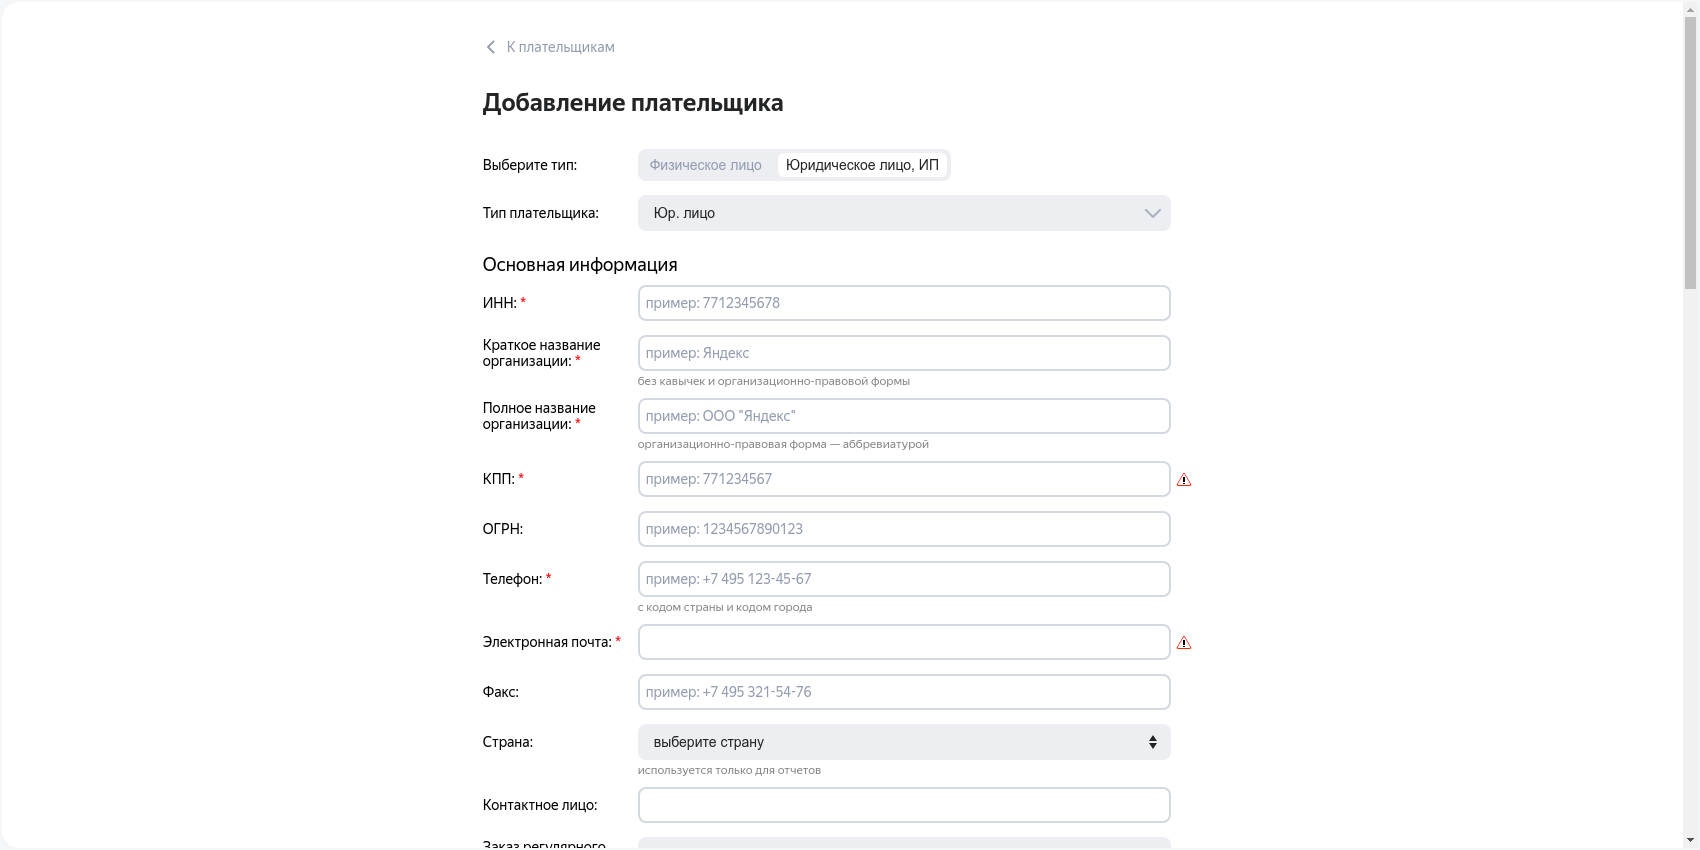 К плательщикам
Добавление плательщика
Выберите тип: Физическое лицо Юридическое лицо, ИП
Тип плательщика: Юр. лицо
Основная информация
ИНН: * пример: 7712345678
Краткое название
организации: * пример: Яндекс
без кавычек и организационно-правовой формы
Полное название
организации: * пример: ООО "Яндекс"
организационно-правовая форма — аббревиатурой
КПП: * пример: 771234567
ОГРН: пример: 1234567890123
Телефон: * пример: +7 495 123-45-67
с кодом страны и кодом города
Электронная почта: *
Факс: пример: +7 495 321-54-76
Страна: выберите страну
используется только для отчетов
Контактное лицо:
Заказ регулярного